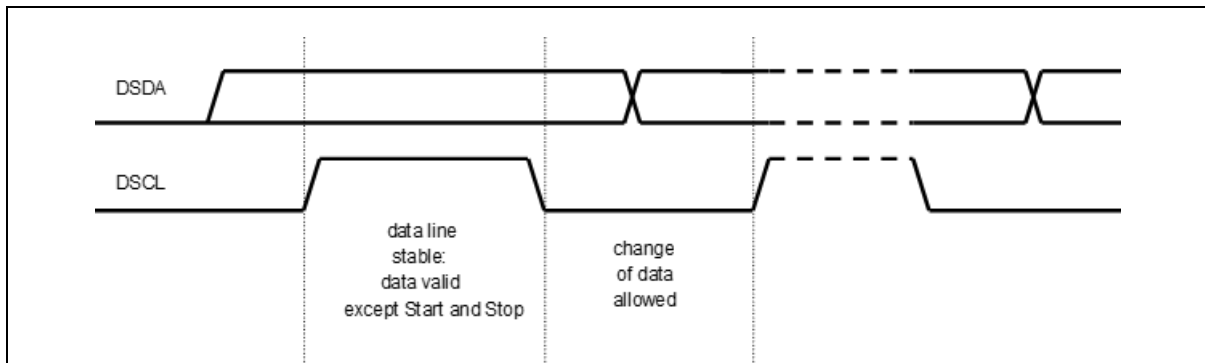 DSDA
DSCL
data line
stable:
data valid
except Start and Stop
change
of data
allowed